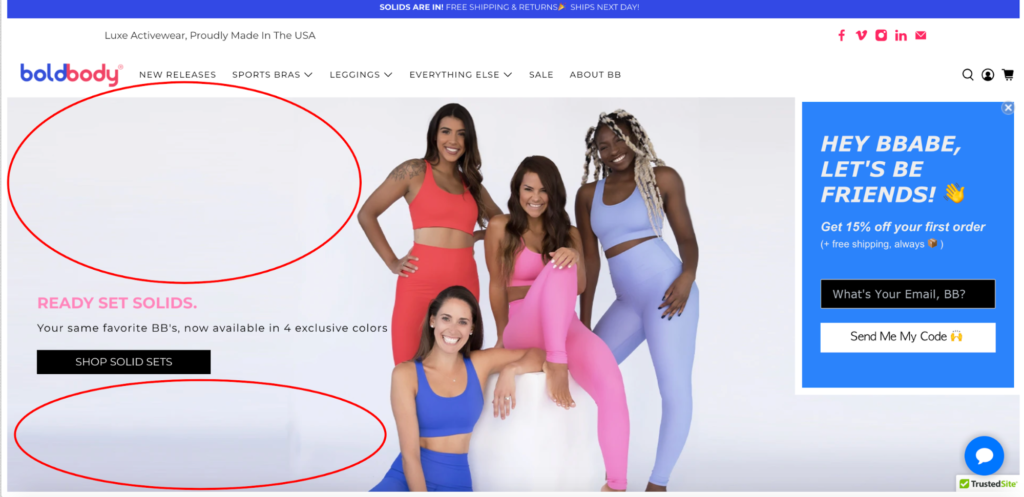 SOLIDS ARE IN! FREE SHIPPING & RETURNS🎉 SHIPS NEXT DAY!
Luxe Activewear, Proudly Made In The USA
boldbody®
NEW RELEASES SPORTS BRAS LEGGINGS EVERYTHING ELSE SALE ABOUT BB
READY SET SOLIDS.
Your same favorite BB's, now available in 4 exclusive colors
SHOP SOLID SETS
HEY BBABE,
LET'S BE
FRIENDS! 👋
Get 15% off your first order
(+ free shipping, always 📦 )
What's Your Email, BB?
Send Me My Code 🙌
TrustedSite